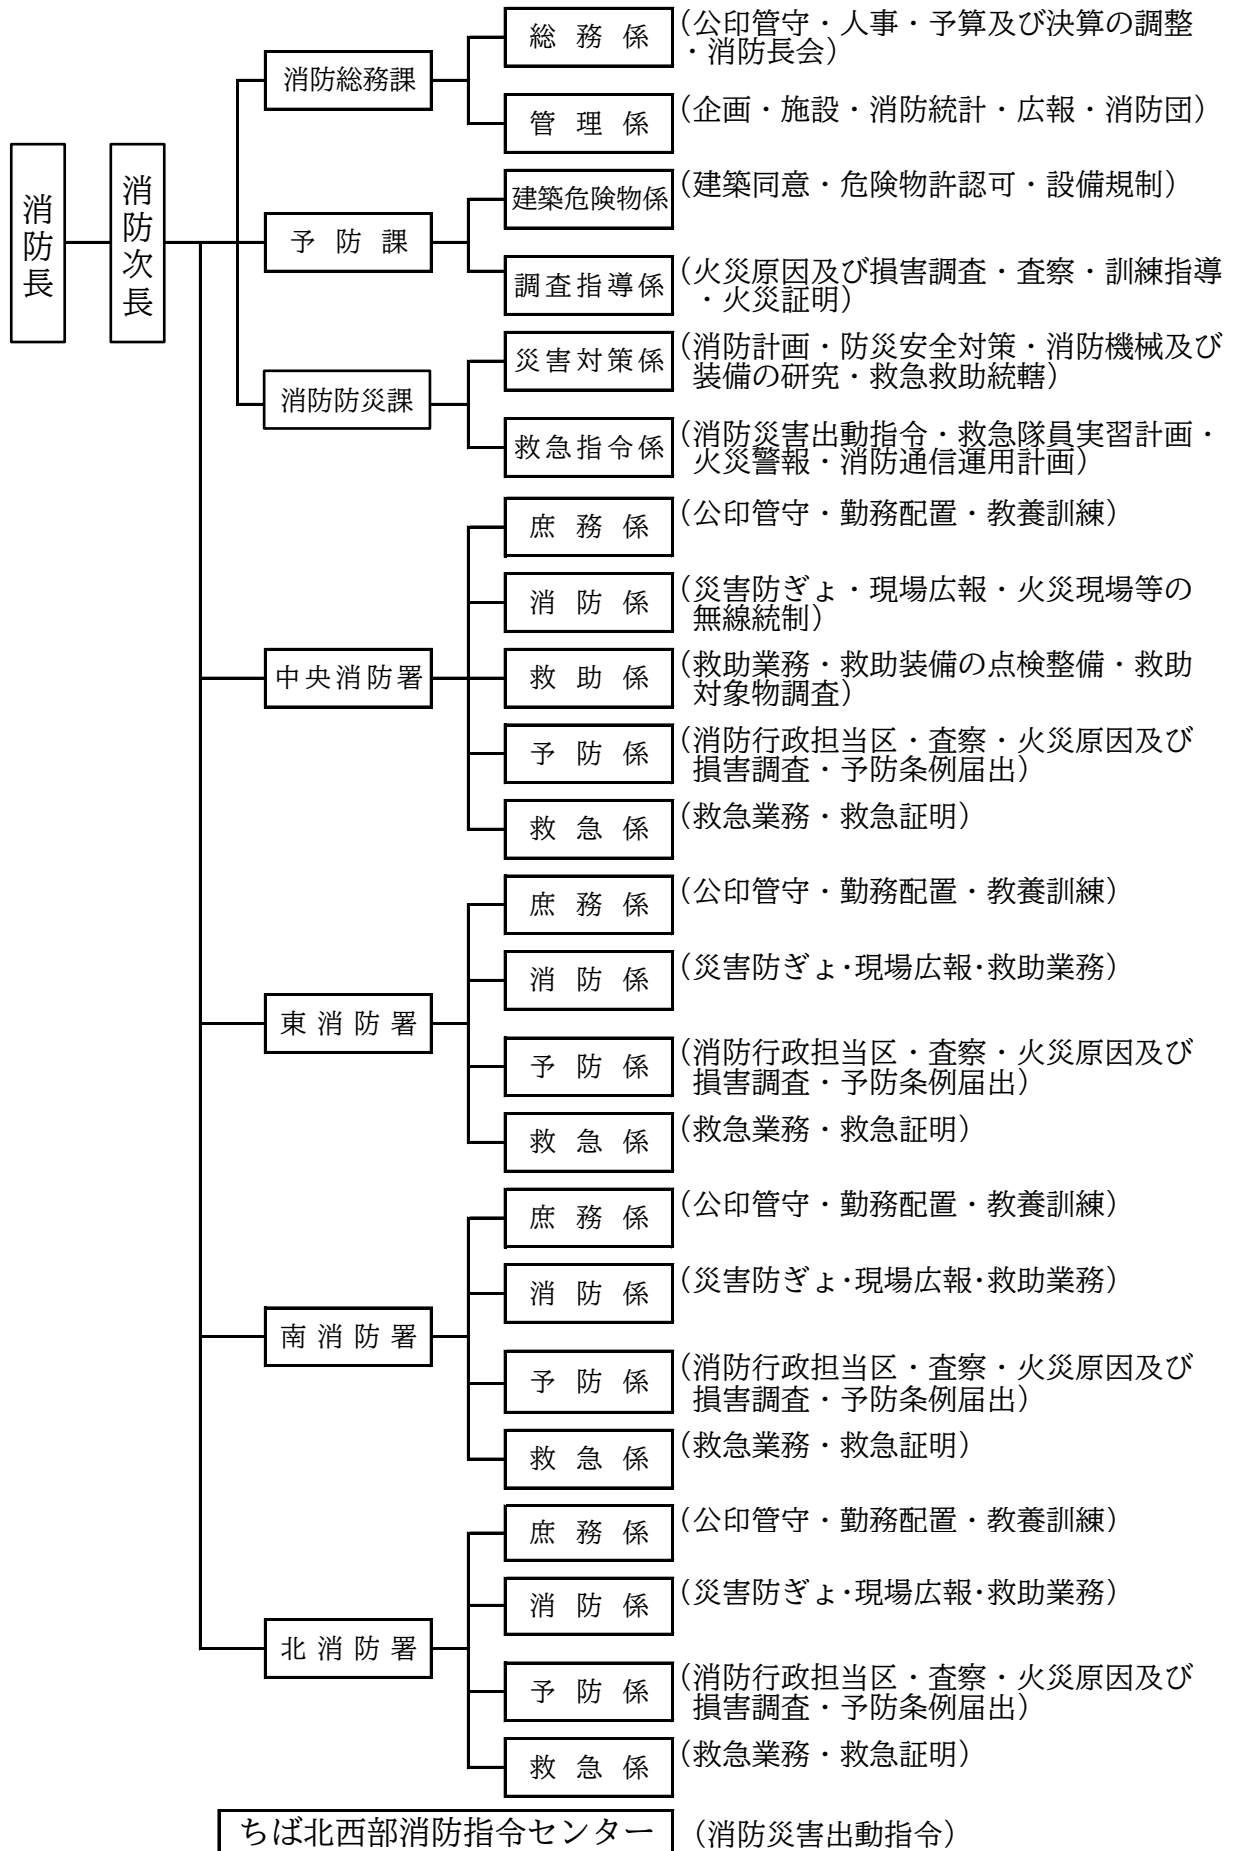 消防長
消防次長
消防総務課
総務係
（公印管守・人事・予算及び決算の調整
・消防長会）
管理係
（企画・施設・消防統計・広報・消防団）
予防課
建築危険物係
（建築同意・危険物許認可・設備規制）
調査指導係
（火災原因及び損害調査・査察・訓練指導
・火災証明）
消防防災課
災害対策係
（消防計画・防災安全対策・消防機械及び
装備の研究・救急救助統轄）
救急指令係
（消防災害出動指令・救急隊員実習計画・
火災警報・消防通信運用計画）
中央消防署
庶務係
（公印管守・勤務配置・教養訓練）
消防係
（災害防ぎょ・現場広報・火災現場等の
無線統制）
救助係
（救助業務・救助装備の点検整備・救助
対象物調査）
予防係
（消防行政担当区・査察・火災原因及び
損害調査・予防条例届出）
救急係
（救急業務・救急証明）
東消防署
庶務係
（公印管守・勤務配置・教養訓練）
消防係
（災害防ぎょ・現場広報・救助業務）
予防係
（消防行政担当区・査察・火災原因及び
損害調査・予防条例届出）
救急係
（救急業務・救急証明）
南消防署
庶務係
（公印管守・勤務配置・教養訓練）
消防係
（災害防ぎょ・現場広報・救助業務）
予防係
（消防行政担当区・査察・火災原因及び
損害調査・予防条例届出）
救急係
（救急業務・救急証明）
北消防署
庶務係
（公印管守・勤務配置・教養訓練）
消防係
（災害防ぎょ・現場広報・救助業務）
予防係
（消防行政担当区・査察・火災原因及び
損害調査・予防条例届出）
救急係
（救急業務・救急証明）
ちば北西部消防指令センター
（消防災害出動指令）